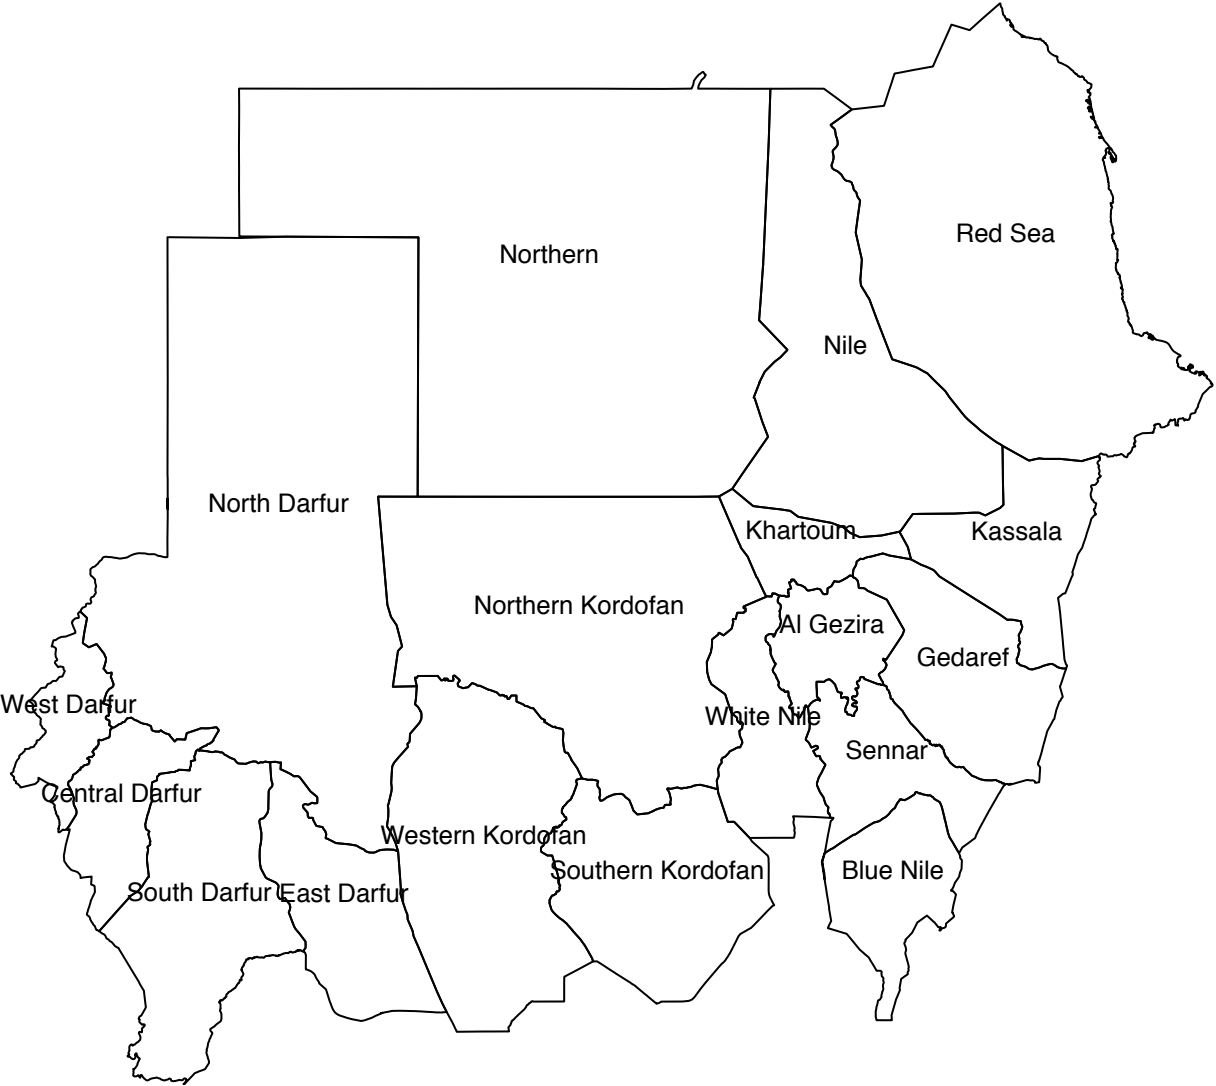 Red Sea
Northern
Nile
North Darfur
Khartoum
Kassala
Northern Kordofan
Al Gezira
Gedaref
West Darfur
White Nile
Sennar
Central Darfur
Western Kordofan
Southern Kordofan
Blue Nile
South Darfur
East Darfur